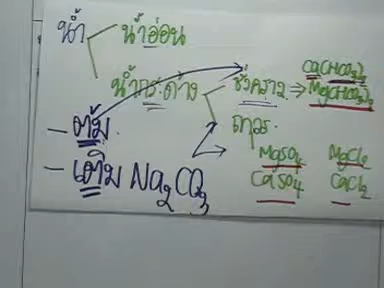 น้ำ น้ำอ่อน
น้ำกระด้าง ชั่วคราว ⇒ Ca(HCO₃)₂
Mg(HCO₃)₂
- ต้ม ถาวร
MgSO₄ MgCl₂
- เติม Na₂CO₃ CaSO₄ CaCl₂